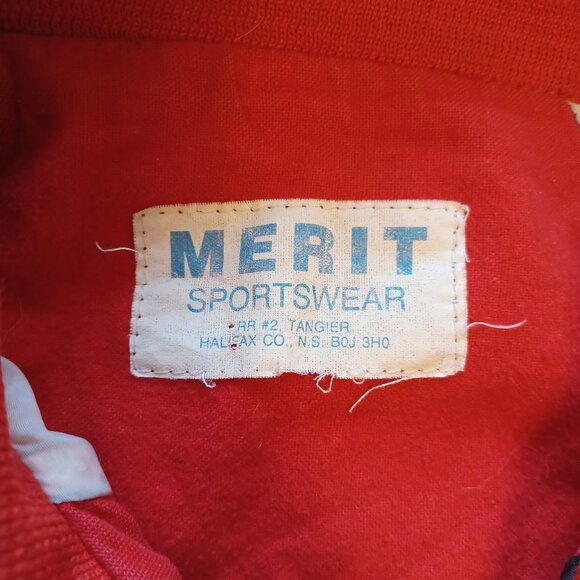 MERIT
SPORTSWEAR
RR #2, TANGIER
HALIFAX CO., N.S. B0J 3H0